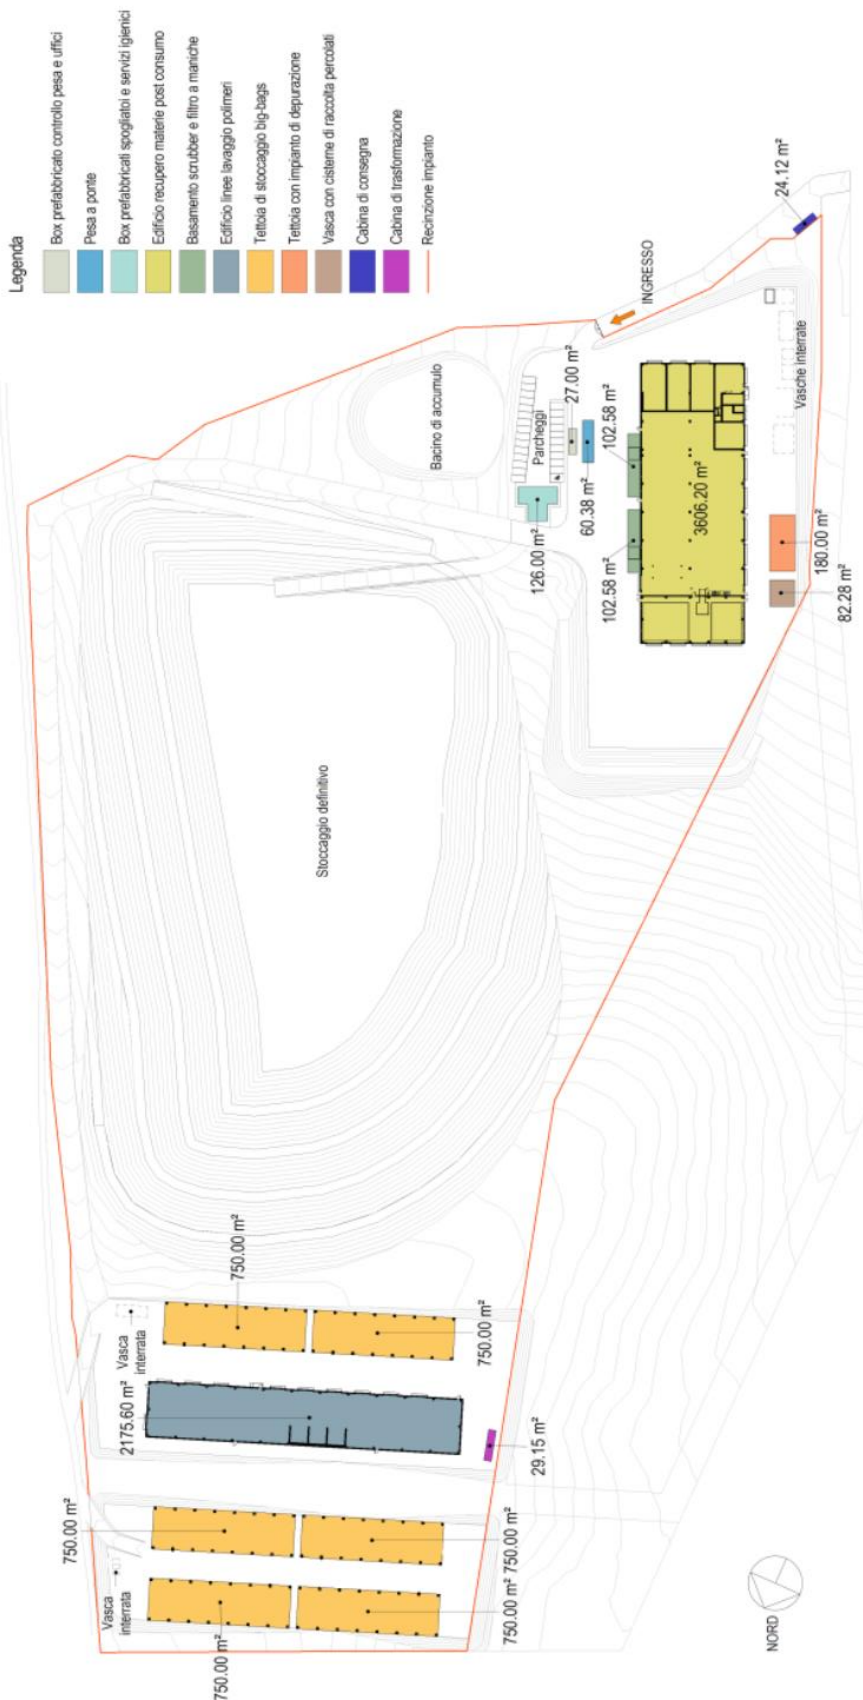 Legenda
Box prefabbricato controllo pesa e uffici
Pesa a ponte
Box prefabbricati spogliatoi e servizi igienici
Edificio recupero materie post consumo
Basamento scrubber e filtro a maniche
Edificio linee lavaggio polimeri
Tettoia di stoccaggio big-bags
Tettoia con impianto di depurazione
Vasca con cisterne di raccolta percolati
Cabina di consegna
Cabina di trasformazione
Recinzione impianto
24.12 m²
INGRESSO
Bacino di accumulo
Parcheggi
27.00 m²
60.38 m²
126.00 m²
102.58 m²
102.58 m²
3606.20 m²
Vasche interrate
180.00 m²
82.28 m²
Stoccaggio definitivo
750.00 m²
750.00 m²
Vasca
interrata
2175.60 m²
29.15 m²
750.00 m²
750.00 m²
Vasca
interrata
750.00 m²
750.00 m²
NORD